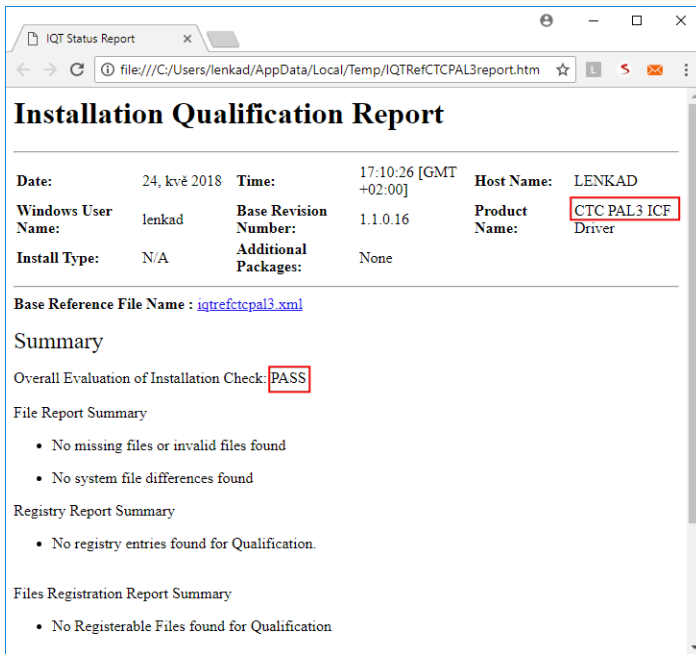 IQT Status Report
file:///C:/Users/lenkad/AppData/Local/Temp/IQTRefCTCPAL3report.htm
L S
Installation Qualification Report
Date: 24, kvě 2018 Time: 17:10:26 [GMT +02:00] Host Name: LENKAD
Windows User Name: lenkad Base Revision Number: 1.1.0.16 Product Name: CTC PAL3 ICF Driver
Install Type: N/A Additional Packages: None
Base Reference File Name : iqtrefctcpal3.xml
Summary
Overall Evaluation of Installation Check: PASS
File Report Summary
• No missing files or invalid files found
• No system file differences found
Registry Report Summary
• No registry entries found for Qualification.
Files Registration Report Summary
• No Registerable Files found for Qualification